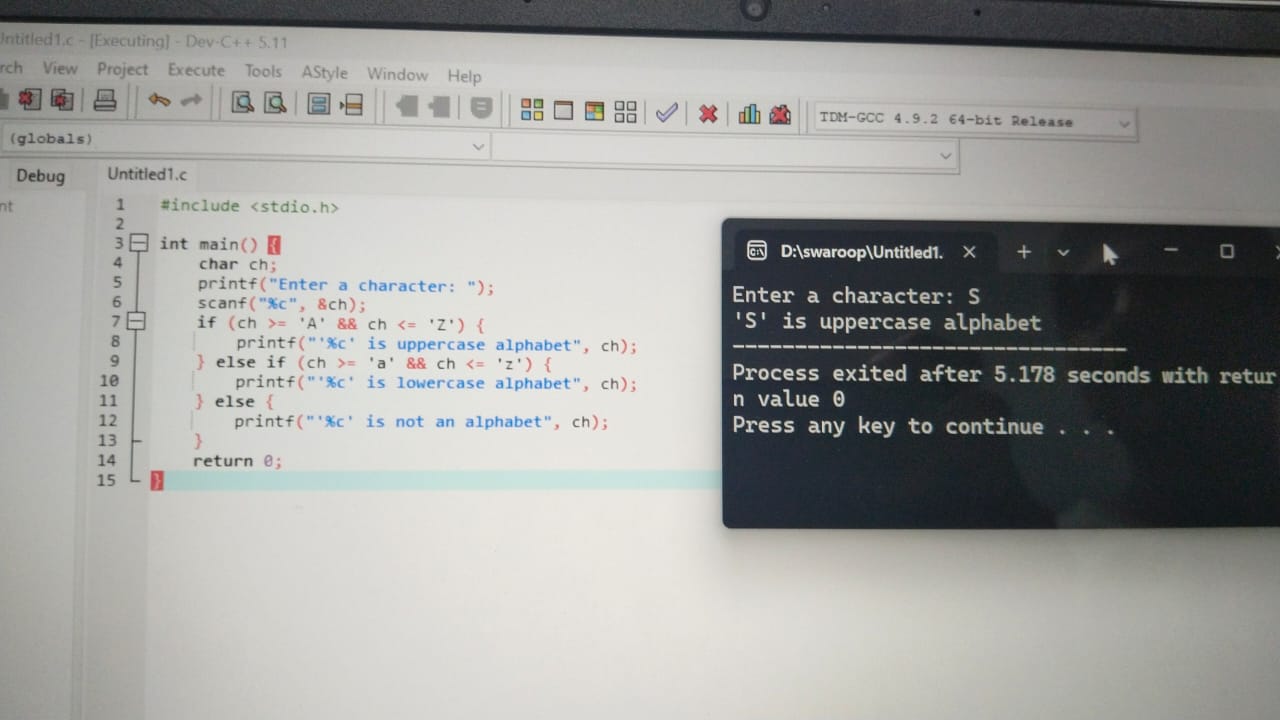 Untitled1.c - [Executing] - Dev-C++ 5.11
View Project Execute Tools AStyle Window Help
TDM-GCC 4.9.2 64-bit Release
(globals)
Debug
Untitled1.c
1 #include <stdio.h>
2
3 int main() {
4 char ch;
5 printf("Enter a character: ");
6 scanf("%c", &ch);
7 if (ch >= 'A' && ch <= 'Z') {
8 printf("'%c' is uppercase alphabet", ch);
9 } else if (ch >= 'a' && ch <= 'z') {
10 printf("'%c' is lowercase alphabet", ch);
11 } else {
12 printf("'%c' is not an alphabet", ch);
13 }
14 return 0;
15 }
D:\swaroop\Untitled1.
Enter a character: S
'S' is uppercase alphabet
--------------------------------
Process exited after 5.178 seconds with retur
n value 0
Press any key to continue . . .